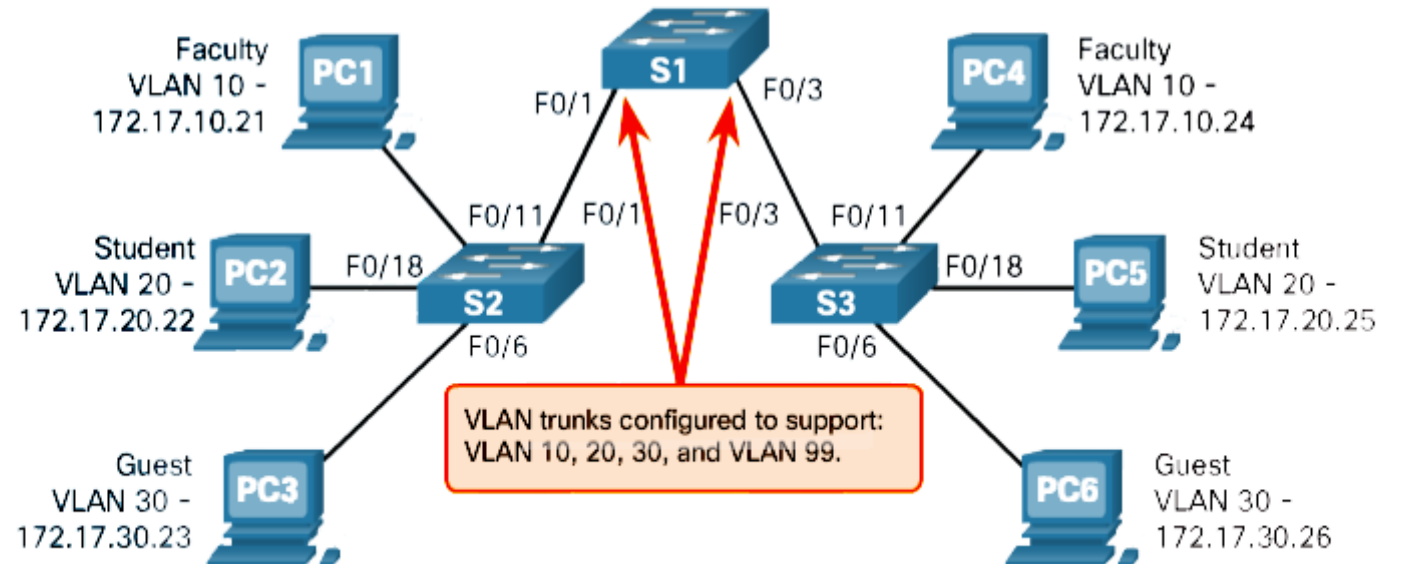 Faculty
VLAN 10 -
172.17.10.21
PC1
S1
F0/1
F0/3
PC4
Faculty
VLAN 10 -
172.17.10.24
F0/11
F0/1
F0/3
F0/11
Student
VLAN 20 -
172.17.20.22
PC2
F0/18
S2
F0/6
S3
F0/6
F0/18
PC5
Student
VLAN 20 -
172.17.20.25
VLAN trunks configured to support:
VLAN 10, 20, 30, and VLAN 99.
Guest
VLAN 30 -
172.17.30.23
PC3
PC6
Guest
VLAN 30 -
172.17.30.26